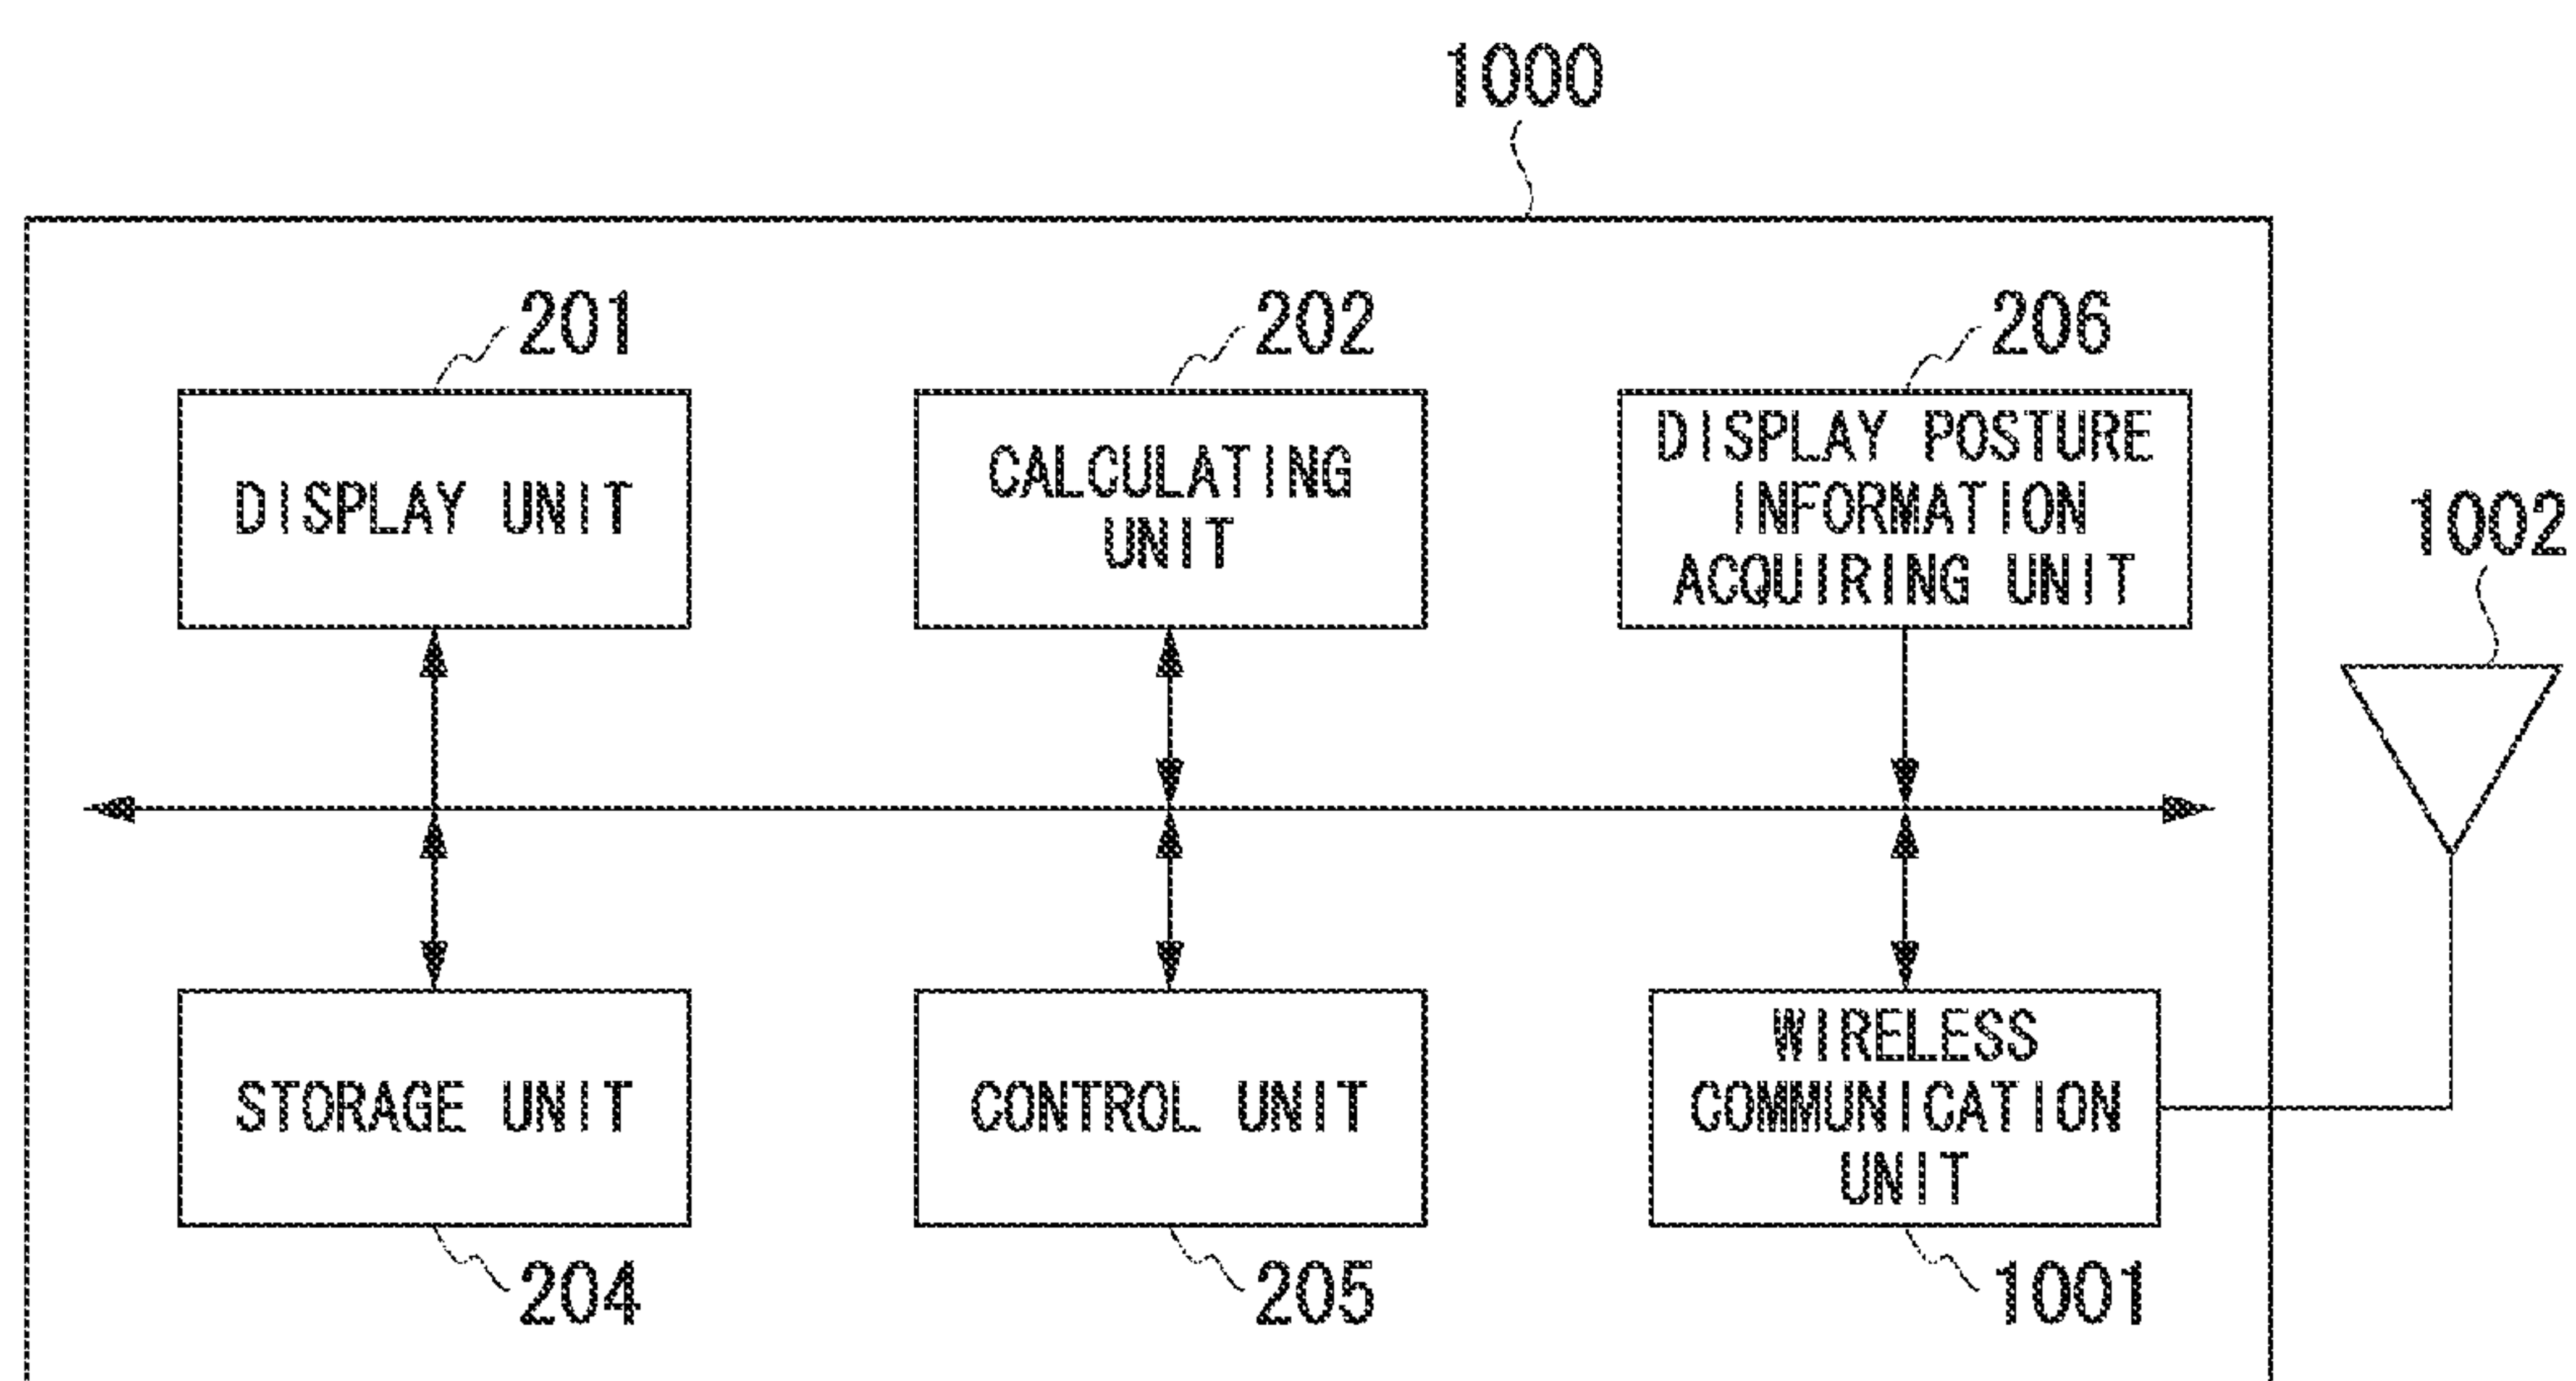 1000
201
202
206
DISPLAY UNIT
CALCULATING
UNIT
DISPLAY POSTURE
INFORMATION
ACQUIRING UNIT
1002
STORAGE UNIT
CONTROL UNIT
WIRELESS
COMMUNICATION
UNIT
204
205
1001